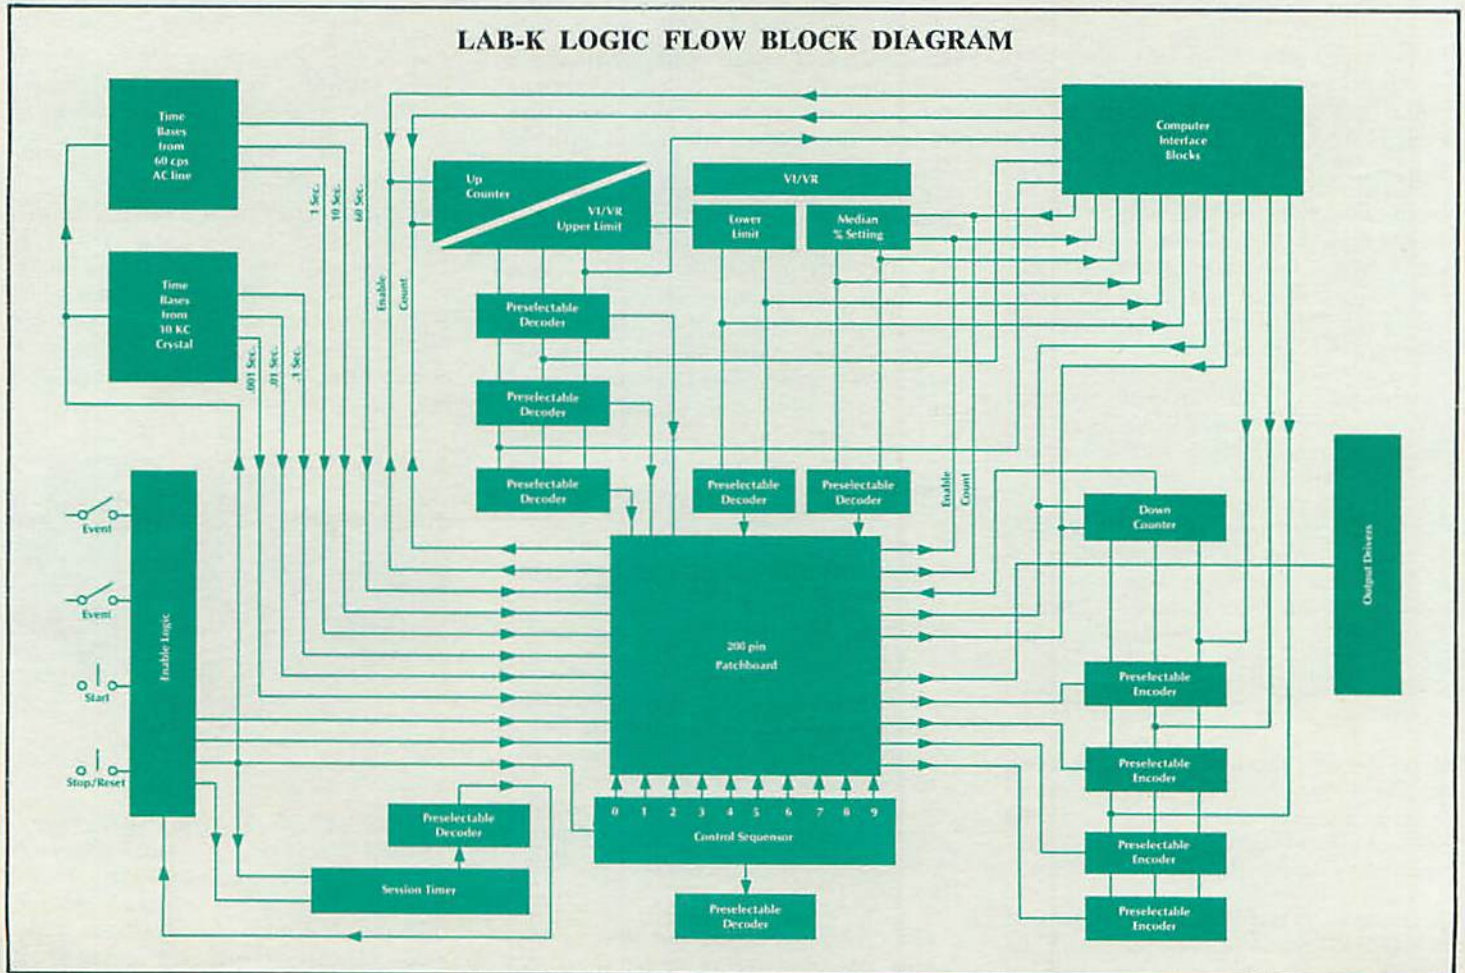 LAB-K LOGIC FLOW BLOCK DIAGRAM
Time
Bases
from
60 cps
AC line
1 Sec.
10 Sec.
60 Sec.
Time
Bases
from
10 KC
Crystal
.001 Sec.
.01 Sec.
.1 Sec.
Enable
Count
Up
Counter
VI/VR
Upper Limit
VI/VR
Lower
Limit
Median
% Setting
Computer
Interface
Blocks
Preselectable
Decoder
Preselectable
Decoder
Preselectable
Decoder
Preselectable
Decoder
Preselectable
Decoder
Enable
Count
Down
Counter
Output Drivers
Event
Event
Start
Stop/Reset
Enable Logic
200 pin
Patchboard
Preselectable
Encoder
Preselectable
Encoder
Preselectable
Encoder
Preselectable
Encoder
0 1 2 3 4 5 6 7 8 9
Control Sequensor
Preselectable
Decoder
Session Timer
Preselectable
Decoder